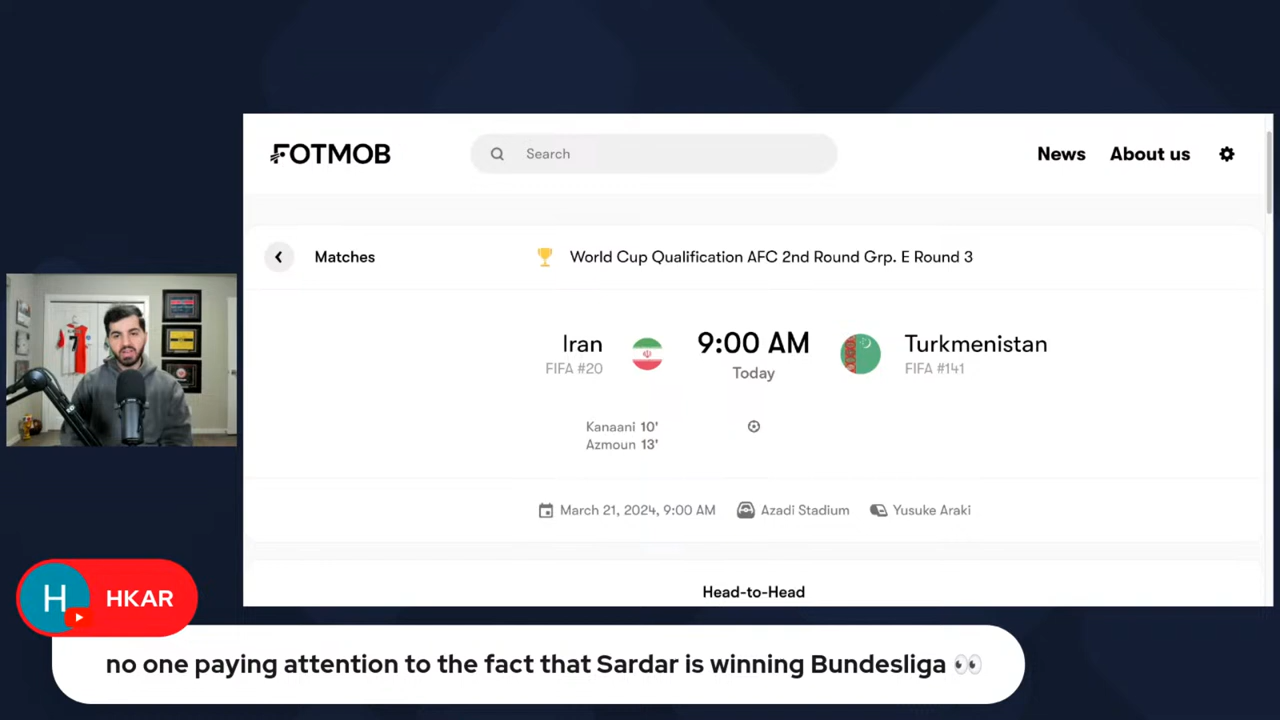 FOTMOB
Search
News
About us
Matches
World Cup Qualification AFC 2nd Round Grp. E Round 3
Iran
FIFA #20
9:00 AM
Today
Turkmenistan
FIFA #141
Kanaani 10'
Azmoun 13'
March 21, 2024, 9:00 AM
Azadi Stadium
Yusuke Araki
Head-to-Head
7
H
HKAR
no one paying attention to the fact that Sardar is winning Bundesliga 👀